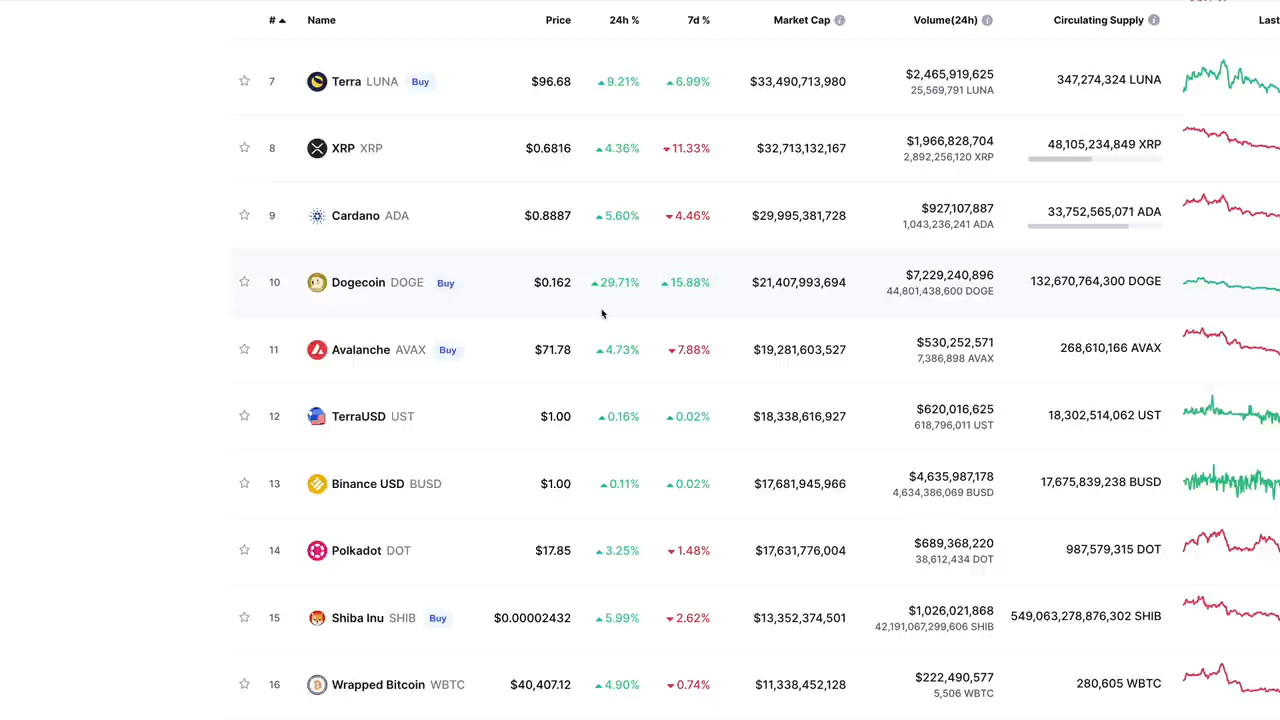 # Name Price 24h % 7d % Market Cap Volume(24h) Circulating Supply Last
7 Terra LUNA Buy $96.68 9.21% 6.99% $33,490,713,980 $2,465,919,625 347,274,324 LUNA
25,569,791 LUNA
8 XRP XRP $0.6816 4.36% 11.33% $32,713,132,167 $1,966,828,704 48,105,234,849 XRP
2,892,256,120 XRP
9 Cardano ADA $0.8887 5.60% 4.46% $29,995,381,728 $927,107,887 33,752,565,071 ADA
1,043,236,241 ADA
10 Dogecoin DOGE Buy $0.162 29.71% 15.88% $21,407,993,694 $7,229,240,896 132,670,764,300 DOGE
44,801,438,600 DOGE
11 Avalanche AVAX Buy $71.78 4.73% 7.88% $19,281,603,527 $530,252,571 268,610,166 AVAX
7,386,898 AVAX
12 TerraUSD UST $1.00 0.16% 0.02% $18,338,616,927 $620,016,625 18,302,514,062 UST
618,796,011 UST
13 Binance USD BUSD $1.00 0.11% 0.02% $17,681,945,966 $4,635,987,178 17,675,839,238 BUSD
4,634,386,069 BUSD
14 Polkadot DOT $17.85 3.25% 1.48% $17,631,776,004 $689,368,220 987,579,315 DOT
38,612,434 DOT
15 Shiba Inu SHIB Buy $0.00002432 5.99% 2.62% $13,352,374,501 $1,026,021,868 549,063,278,876,302 SHIB
42,191,067,299,606 SHIB
16 Wrapped Bitcoin WBTC $40,407.12 4.90% 0.74% $11,338,452,128 $222,490,577 280,605 WBTC
5,506 WBTC